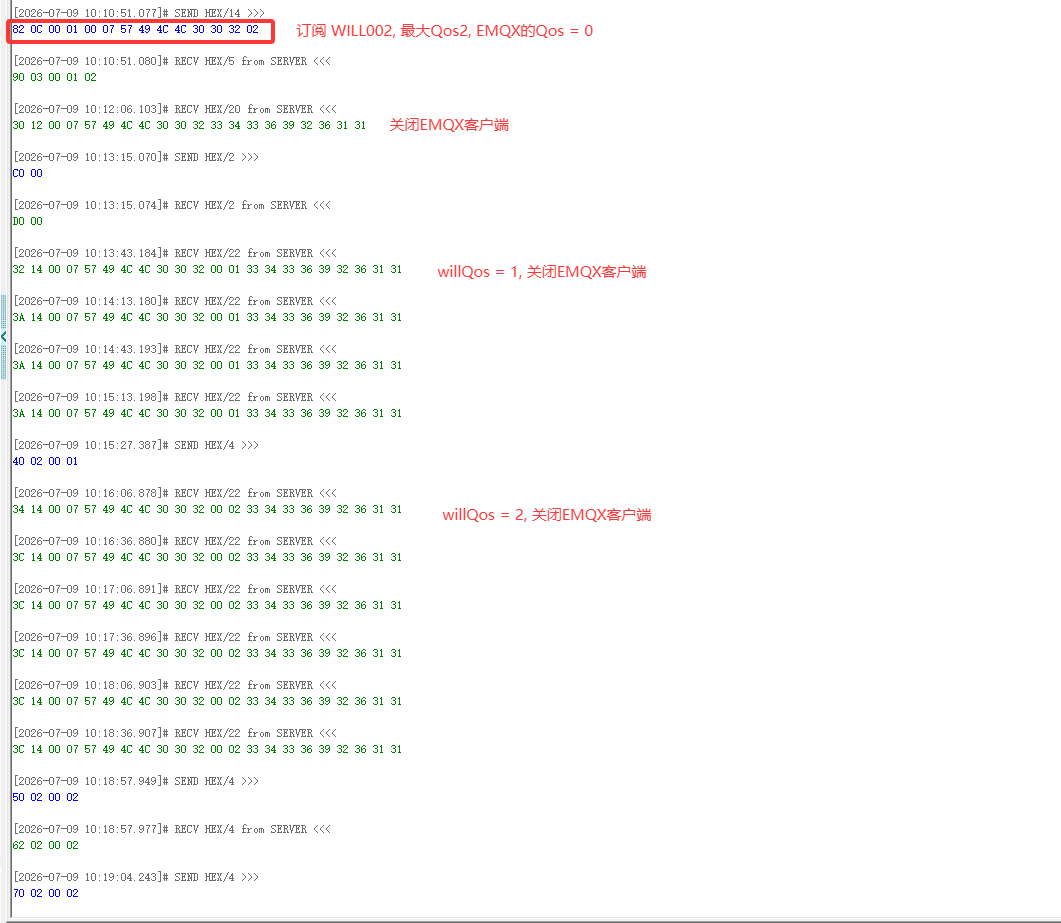 [2026-07-09 10:10:51.077]# SEND HEX/14 >>>
82 0C 00 01 00 07 57 49 4C 4C 30 30 32 02 订阅 WILL002, 最大Qos2, EMQX的Qos = 0
[2026-07-09 10:10:51.080]# RECV HEX/5 from SERVER <<<
90 03 00 01 02
[2026-07-09 10:12:06.103]# RECV HEX/20 from SERVER <<<
30 12 00 07 57 49 4C 4C 30 30 32 33 34 33 36 39 32 36 31 31 关闭EMQX客户端
[2026-07-09 10:13:15.070]# SEND HEX/2 >>>
C0 00
[2026-07-09 10:13:15.074]# RECV HEX/2 from SERVER <<<
D0 00
[2026-07-09 10:13:43.184]# RECV HEX/22 from SERVER <<<
32 14 00 07 57 49 4C 4C 30 30 32 00 01 33 34 33 36 39 32 36 31 31 willQos = 1, 关闭EMQX客户端
[2026-07-09 10:14:13.180]# RECV HEX/22 from SERVER <<<
3A 14 00 07 57 49 4C 4C 30 30 32 00 01 33 34 33 36 39 32 36 31 31
[2026-07-09 10:14:43.193]# RECV HEX/22 from SERVER <<<
3A 14 00 07 57 49 4C 4C 30 30 32 00 01 33 34 33 36 39 32 36 31 31
[2026-07-09 10:15:13.198]# RECV HEX/22 from SERVER <<<
3A 14 00 07 57 49 4C 4C 30 30 32 00 01 33 34 33 36 39 32 36 31 31
[2026-07-09 10:15:27.387]# SEND HEX/4 >>>
40 02 00 01
[2026-07-09 10:16:06.878]# RECV HEX/22 from SERVER <<<
34 14 00 07 57 49 4C 4C 30 30 32 00 02 33 34 33 36 39 32 36 31 31 willQos = 2, 关闭EMQX客户端
[2026-07-09 10:16:36.880]# RECV HEX/22 from SERVER <<<
3C 14 00 07 57 49 4C 4C 30 30 32 00 02 33 34 33 36 39 32 36 31 31
[2026-07-09 10:17:06.891]# RECV HEX/22 from SERVER <<<
3C 14 00 07 57 49 4C 4C 30 30 32 00 02 33 34 33 36 39 32 36 31 31
[2026-07-09 10:17:36.896]# RECV HEX/22 from SERVER <<<
3C 14 00 07 57 49 4C 4C 30 30 32 00 02 33 34 33 36 39 32 36 31 31
[2026-07-09 10:18:06.903]# RECV HEX/22 from SERVER <<<
3C 14 00 07 57 49 4C 4C 30 30 32 00 02 33 34 33 36 39 32 36 31 31
[2026-07-09 10:18:36.907]# RECV HEX/22 from SERVER <<<
3C 14 00 07 57 49 4C 4C 30 30 32 00 02 33 34 33 36 39 32 36 31 31
[2026-07-09 10:18:57.949]# SEND HEX/4 >>>
50 02 00 02
[2026-07-09 10:18:57.977]# RECV HEX/4 from SERVER <<<
62 02 00 02
[2026-07-09 10:19:04.243]# SEND HEX/4 >>>
70 02 00 02